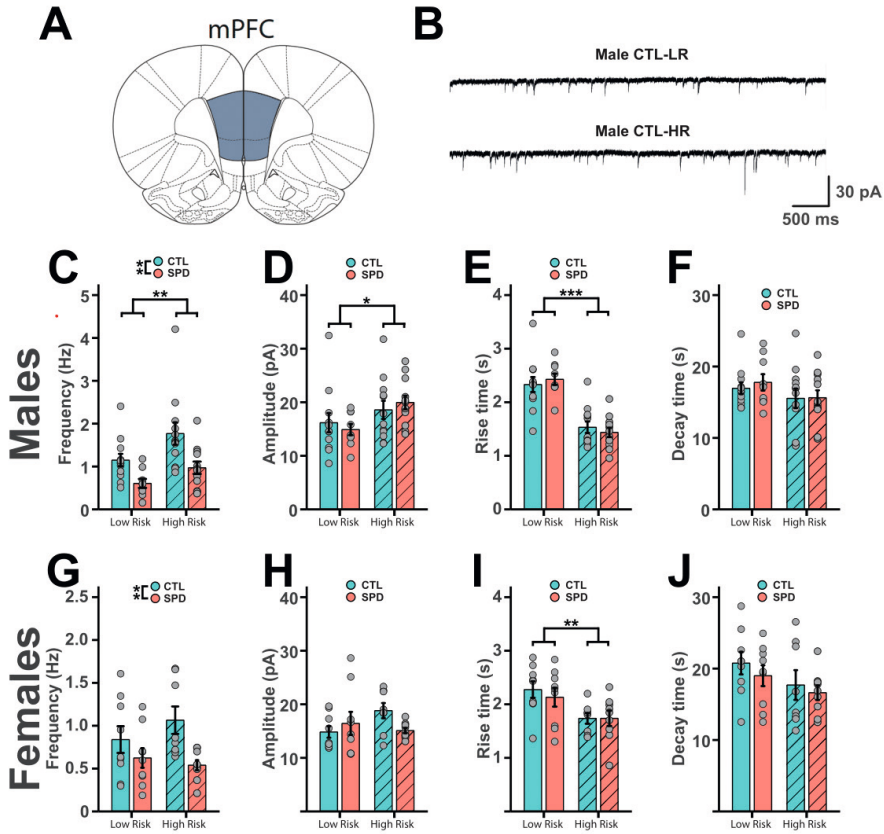 A
mPFC
B
Male CTL-LR
Male CTL-HR
30 pA
500 ms
Males
C
** CTL
SPD
**
Frequency (Hz)
5
4
3
2
1
0
Low Risk High Risk
D
CTL
SPD
*
Amplitude (pA)
40
30
20
10
0
Low Risk High Risk
E
CTL
SPD
***
Rise time (s)
4
3
2
1
0
Low Risk High Risk
F
CTL
SPD
Decay time (s)
30
15
0
Low Risk High Risk
Females
G
** CTL
SPD
Frequency (Hz)
2.5
2.0
1.5
1.0
0.5
0
Low Risk High Risk
H
CTL
SPD
Amplitude (pA)
40
30
20
10
Low Risk High Risk
I
CTL
SPD
**
Rise time (s)
4
3
2
1
Low Risk High Risk
J
CTL
SPD
Decay time (s)
30
20
10
0
Low Risk High Risk